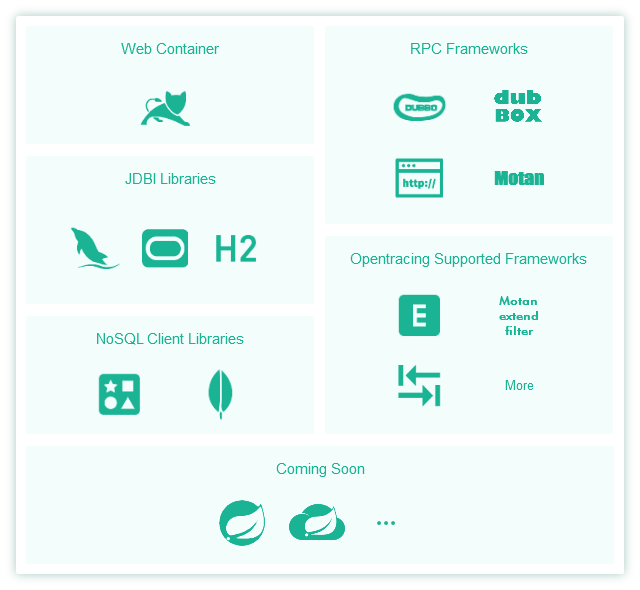 Web Container
RPC Frameworks
DUBBO
dub
BOX
http://
Motan
JDBI Libraries
H2
Opentracing Supported Frameworks
E
Motan
extend
filter
More
NoSQL Client Libraries
Coming Soon
...